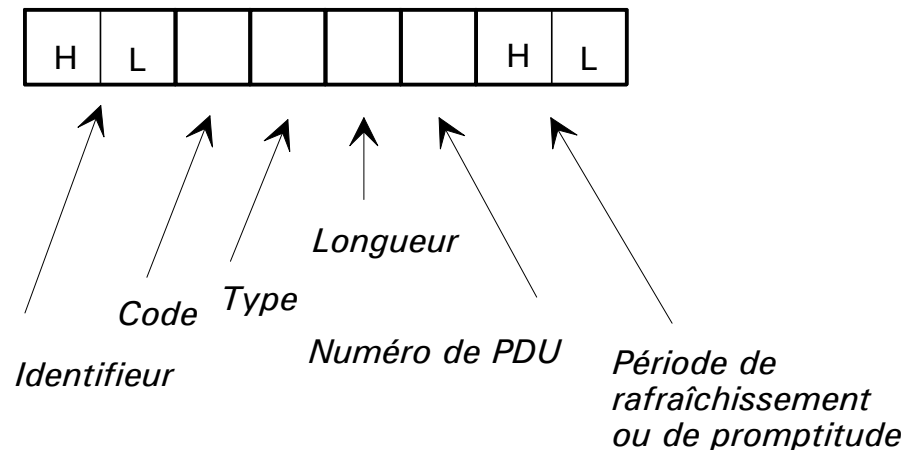 H L H L
Longueur
Code Type
Numéro de PDU
Identifieur
Période de
rafraîchissement
ou de promptitude